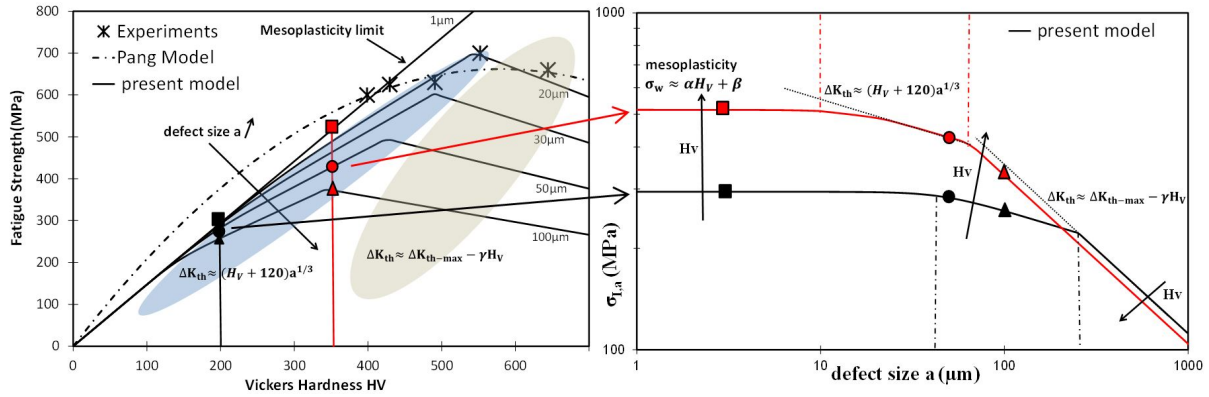 800
700
600
500
400
300
200
100
0
Fatigue Strength(MPa)
0 100 200 300 400 500 600
Vickers Hardness HV
Experiments
Pang Model
present model
Mesoplasticity limit
defect size a
1μm
20μm
30μm
50μm
100μm
ΔKth≈ (HV + 120)a^1/3
ΔKth≈ ΔKth−max − γHV
1000
100
σI,a (MPa)
10 100 1000
defect size a (μm)
present model
mesoplasticity
σw ≈ αHV + β
Hv
ΔKth≈ (HV + 120)a^1/3
Hv
ΔKth≈ ΔKth−max − γHV
Hv